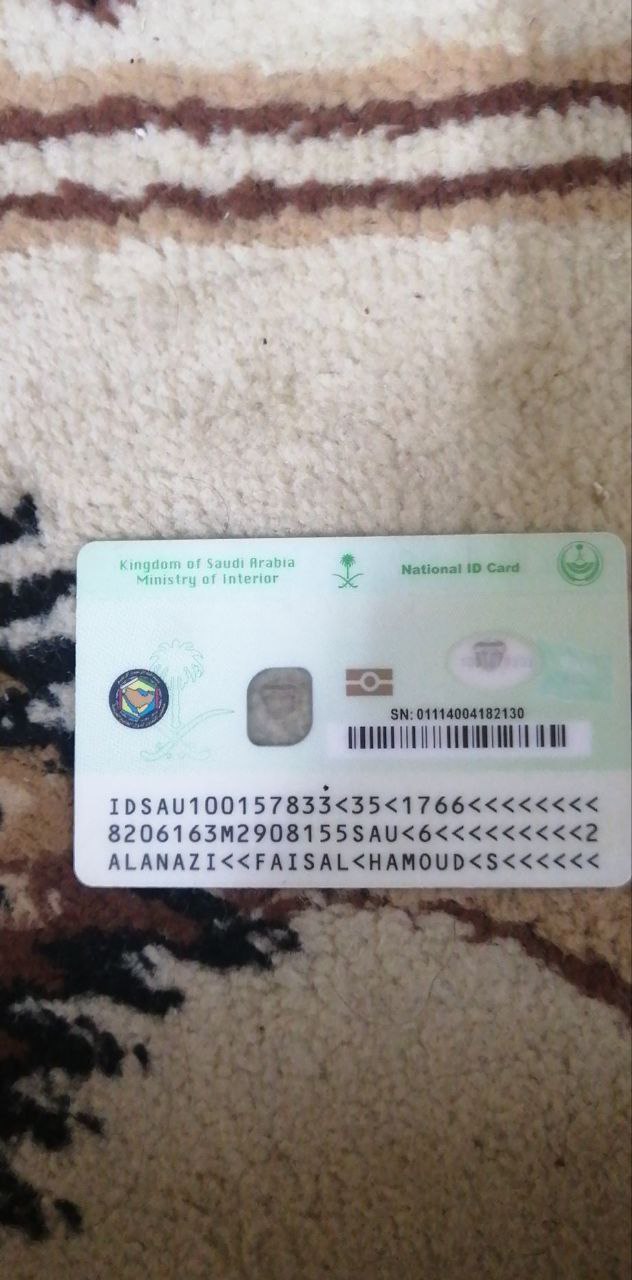 Kingdom of Saudi Arabia
Ministry of Interior
National ID Card
SN: 01114004182130
IDSAU100157833<35<1766<<<<<<<<
8206163M2908155SAU<6<<<<<<<<<2
ALANAZI<<FAISAL<HAMOUD<S<<<<<<